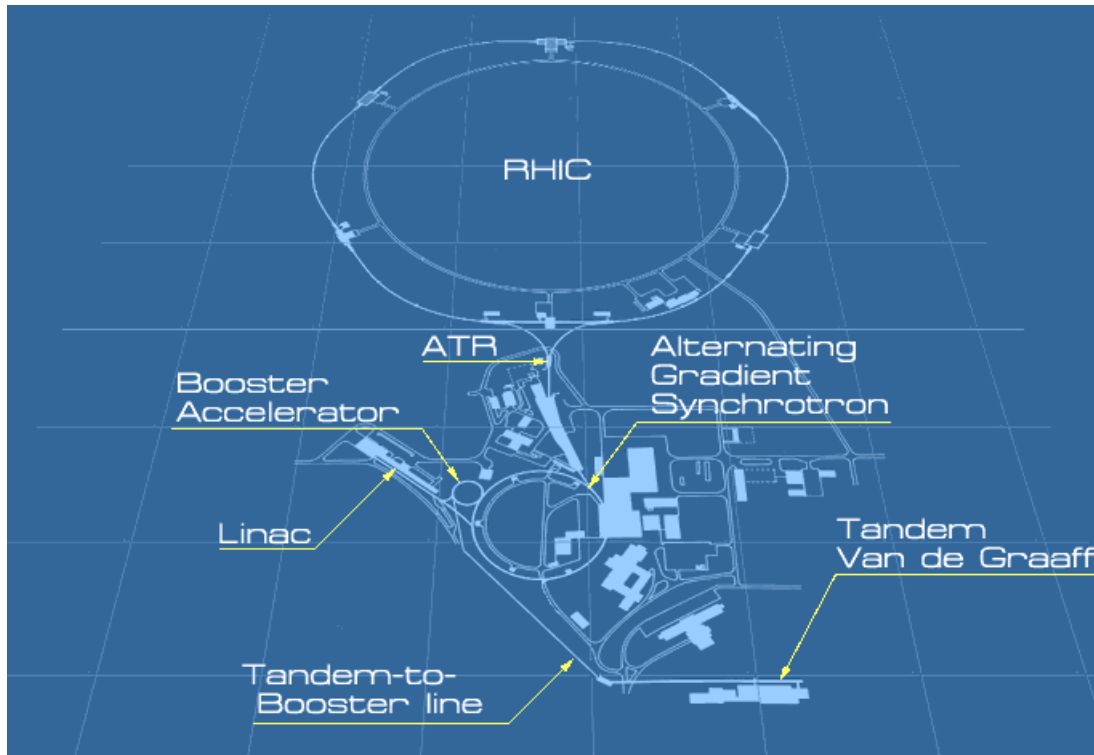 RHIC
ATR
Alternating
Gradient
Synchrotron
Booster
Accelerator
Linac
Tandem
Van de Graaff
Tandem-to-
Booster line